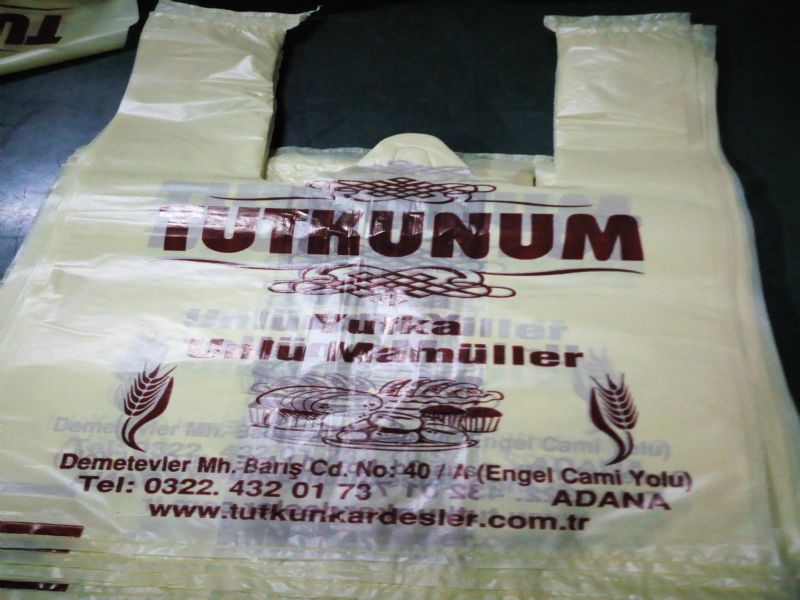 TUTKUNUM
Yufka
Unlü Mamüller
Demetevler Mh. Barış Cd. No: 40 / A (Engel Cami Yolu)
Tel: 0322. 432 01 73 ADANA
www.tutkunkardesler.com.tr